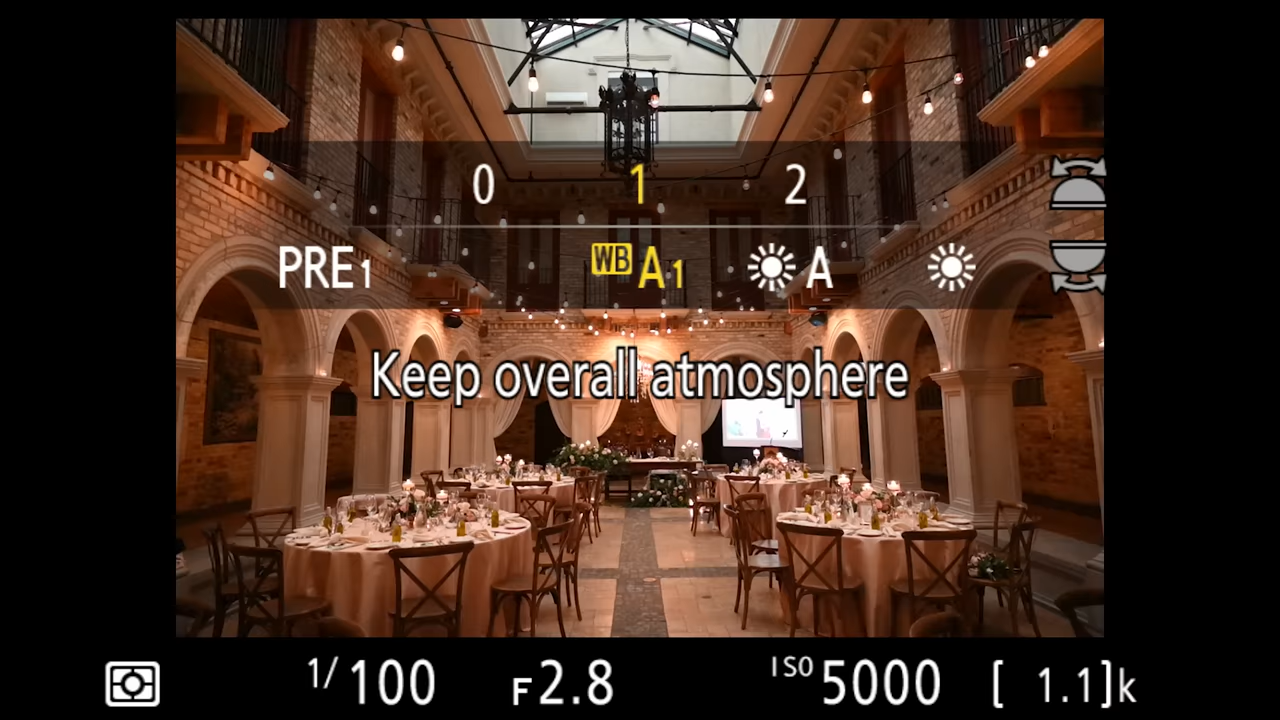 0 1 2
PRE1 WB A1 A
Keep overall atmosphere
1/100 F2.8 ISO 5000 [ 1.1]k